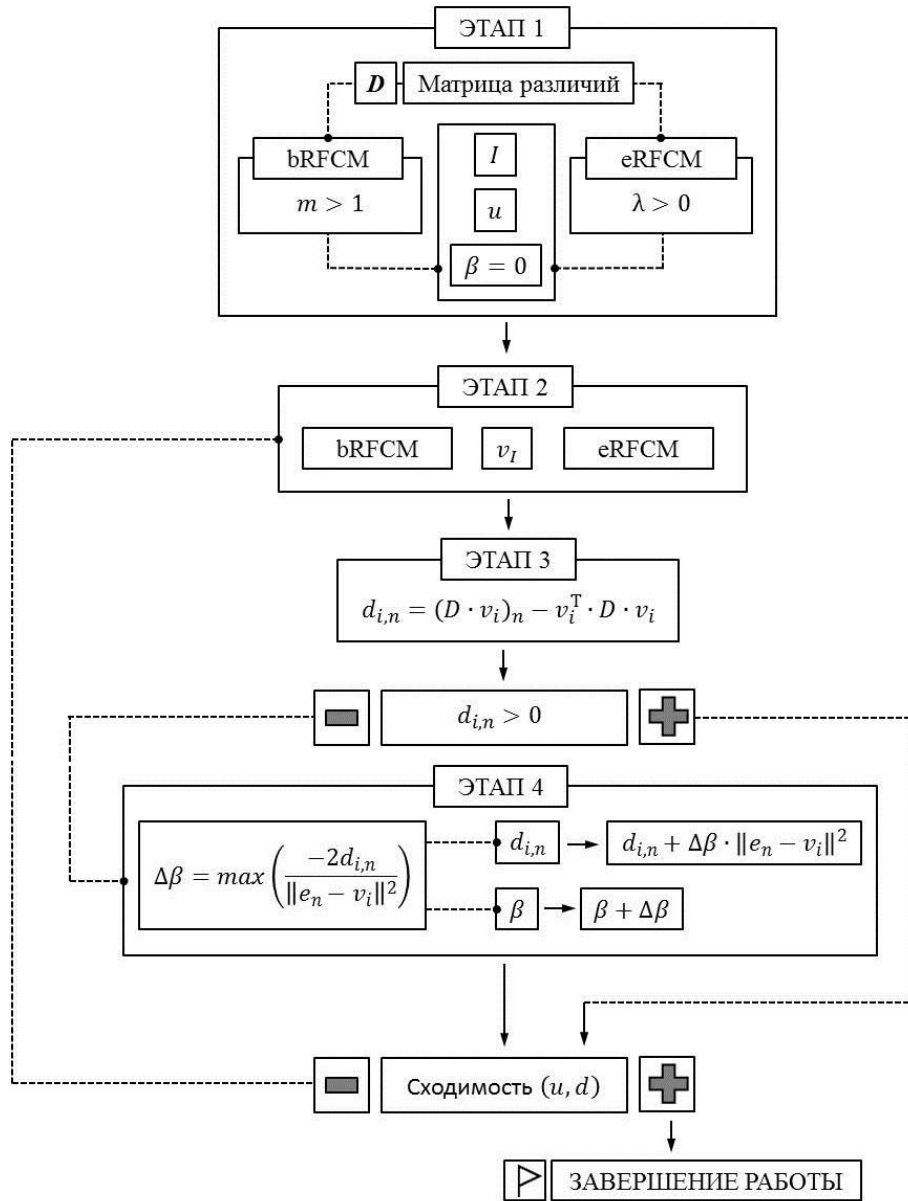 ЭТАП 1
D Матрица различий
bRFCM I eRFCM
m > 1 u λ > 0
β = 0
ЭТАП 2
bRFCM v_I eRFCM
ЭТАП 3
d_{i,n} = (D · v_i)_n − v_i^T · D · v_i
d_{i,n} > 0
ЭТАП 4
Δβ = max(−2d_{i,n} / ‖e_n − v_i‖²)
d_{i,n} → d_{i,n} + Δβ · ‖e_n − v_i‖²
β → β + Δβ
Сходимость (u, d)
ЗАВЕРШЕНИЕ РАБОТЫ